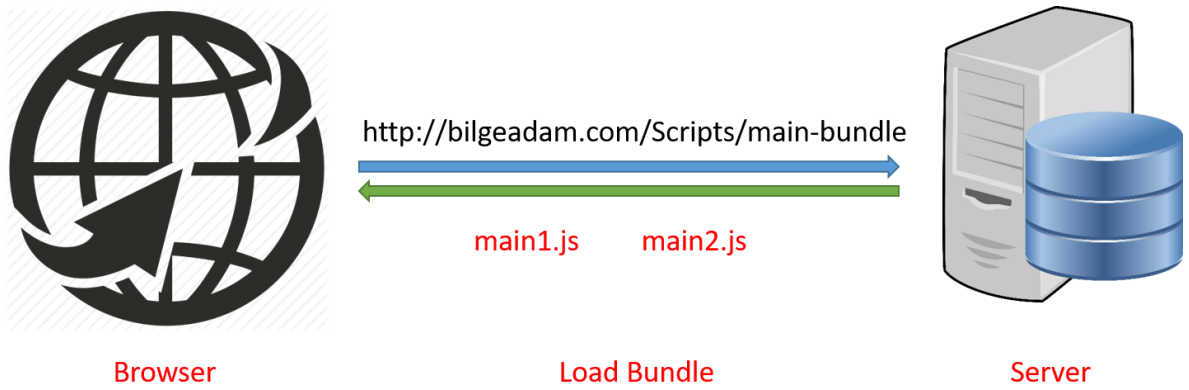 http://bilgeadam.com/Scripts/main-bundle
main1.js main2.js
Browser Load Bundle Server